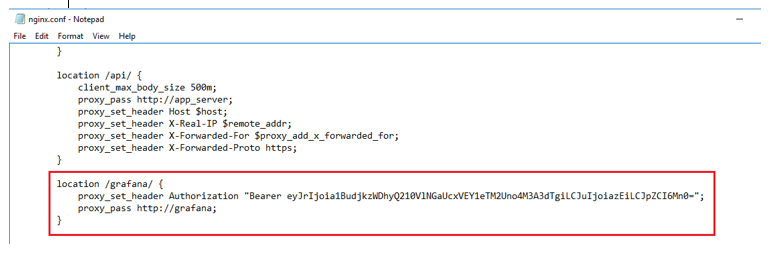 nginx.conf - Notepad
File Edit Format View Help
}
location /api/ {
client_max_body_size 500m;
proxy_pass http://app_server;
proxy_set_header Host $host;
proxy_set_header X-Real-IP $remote_addr;
proxy_set_header X-Forwarded-For $proxy_add_x_forwarded_for;
proxy_set_header X-Forwarded-Proto https;
}
location /grafana/ {
proxy_set_header Authorization "Bearer eyJrIjoia1BudjkzWDhyQ210VlNGaUcxVEY1eTM2Uno4M3A3dTgiLCJuIjoiazEiLCJpZCI6Mn0=";
proxy_pass http://grafana;
}